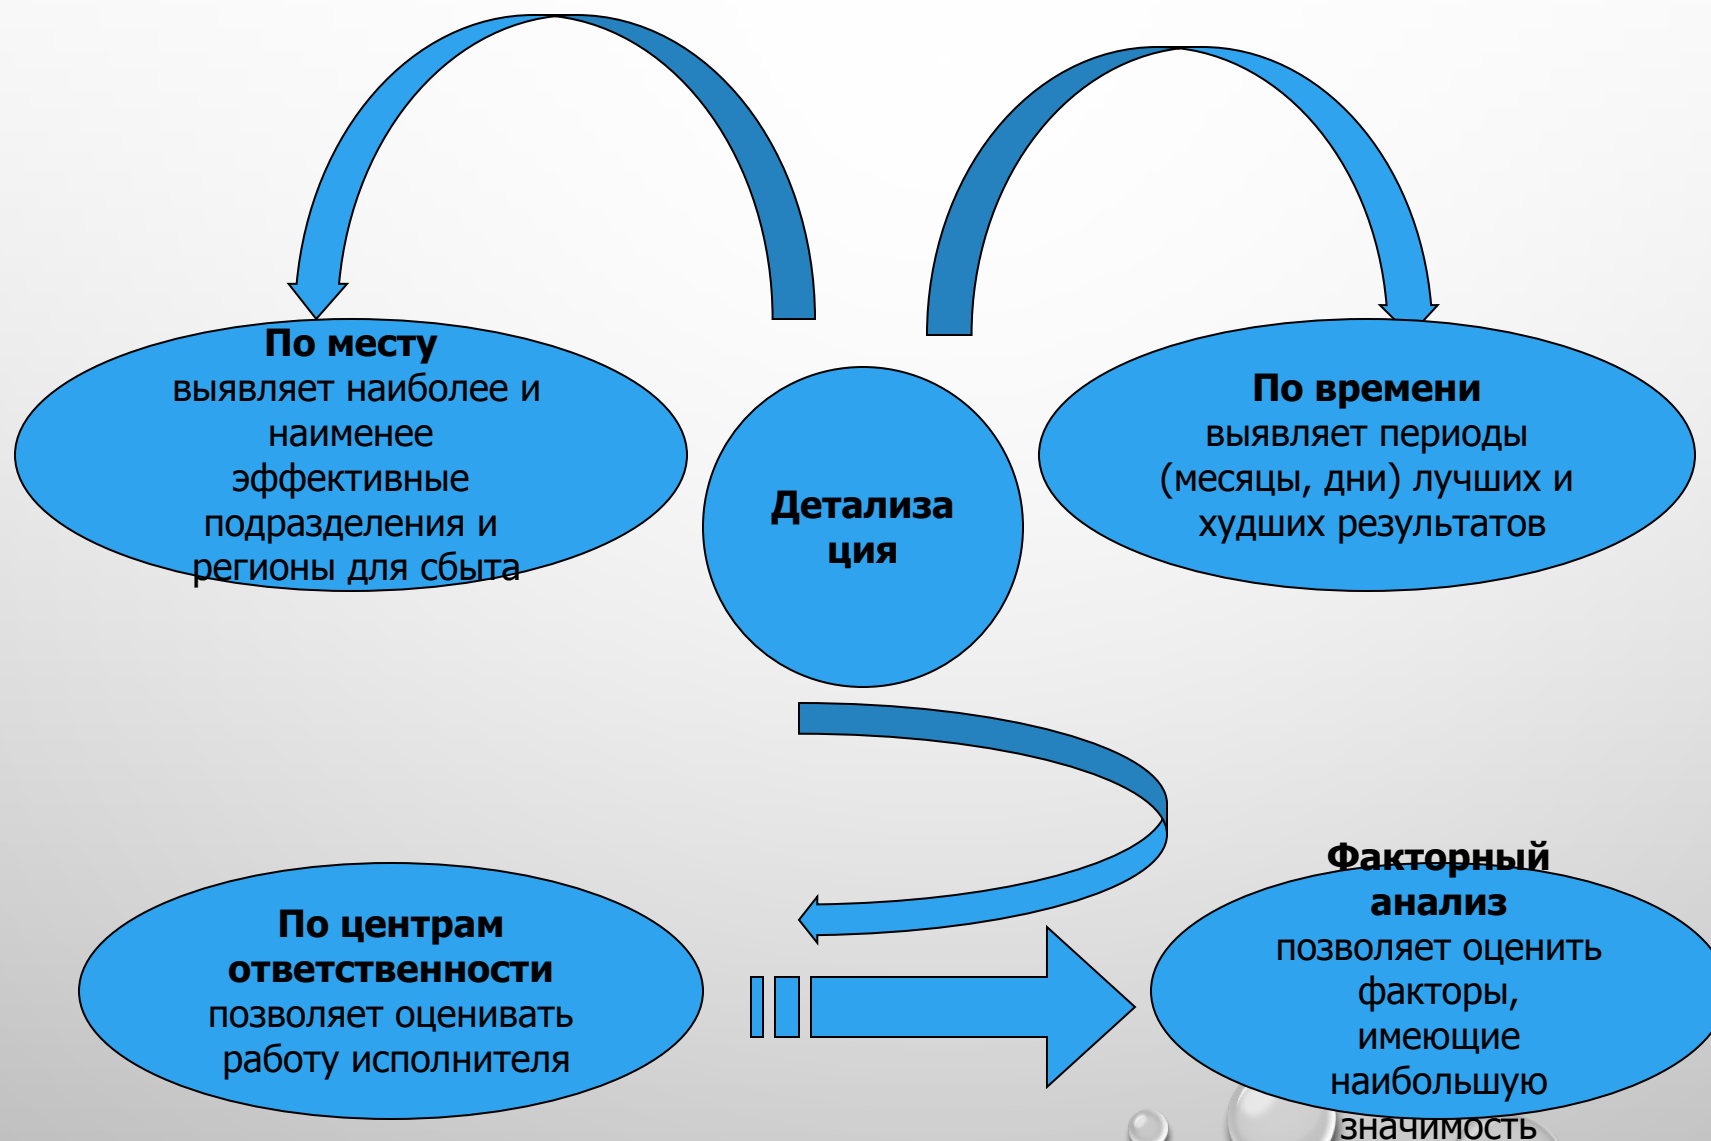 По месту
выявляет наиболее и
наименее
эффективные
подразделения и
регионы для сбыта
Детализа
ция
По времени
выявляет периоды
(месяцы, дни) лучших и
худших результатов
По центрам
ответственности
позволяет оценивать
работу исполнителя
Факторный
анализ
позволяет оценить
факторы,
имеющие
наибольшую
значимость